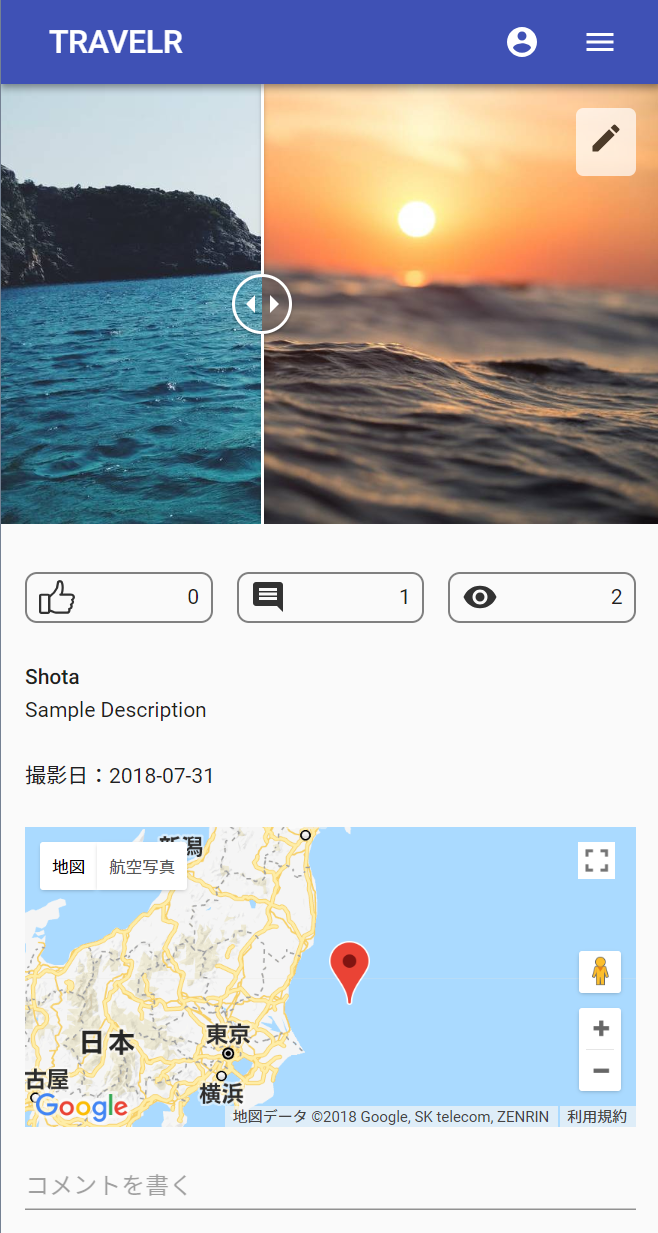 TRAVELR
0
1
2
Shota
Sample Description
撮影日：2018-07-31
新潟
地図
航空写真
日本
東京
古屋
横浜
Google
地図データ ©2018 Google, SK telecom, ZENRIN
利用規約
コメントを書く